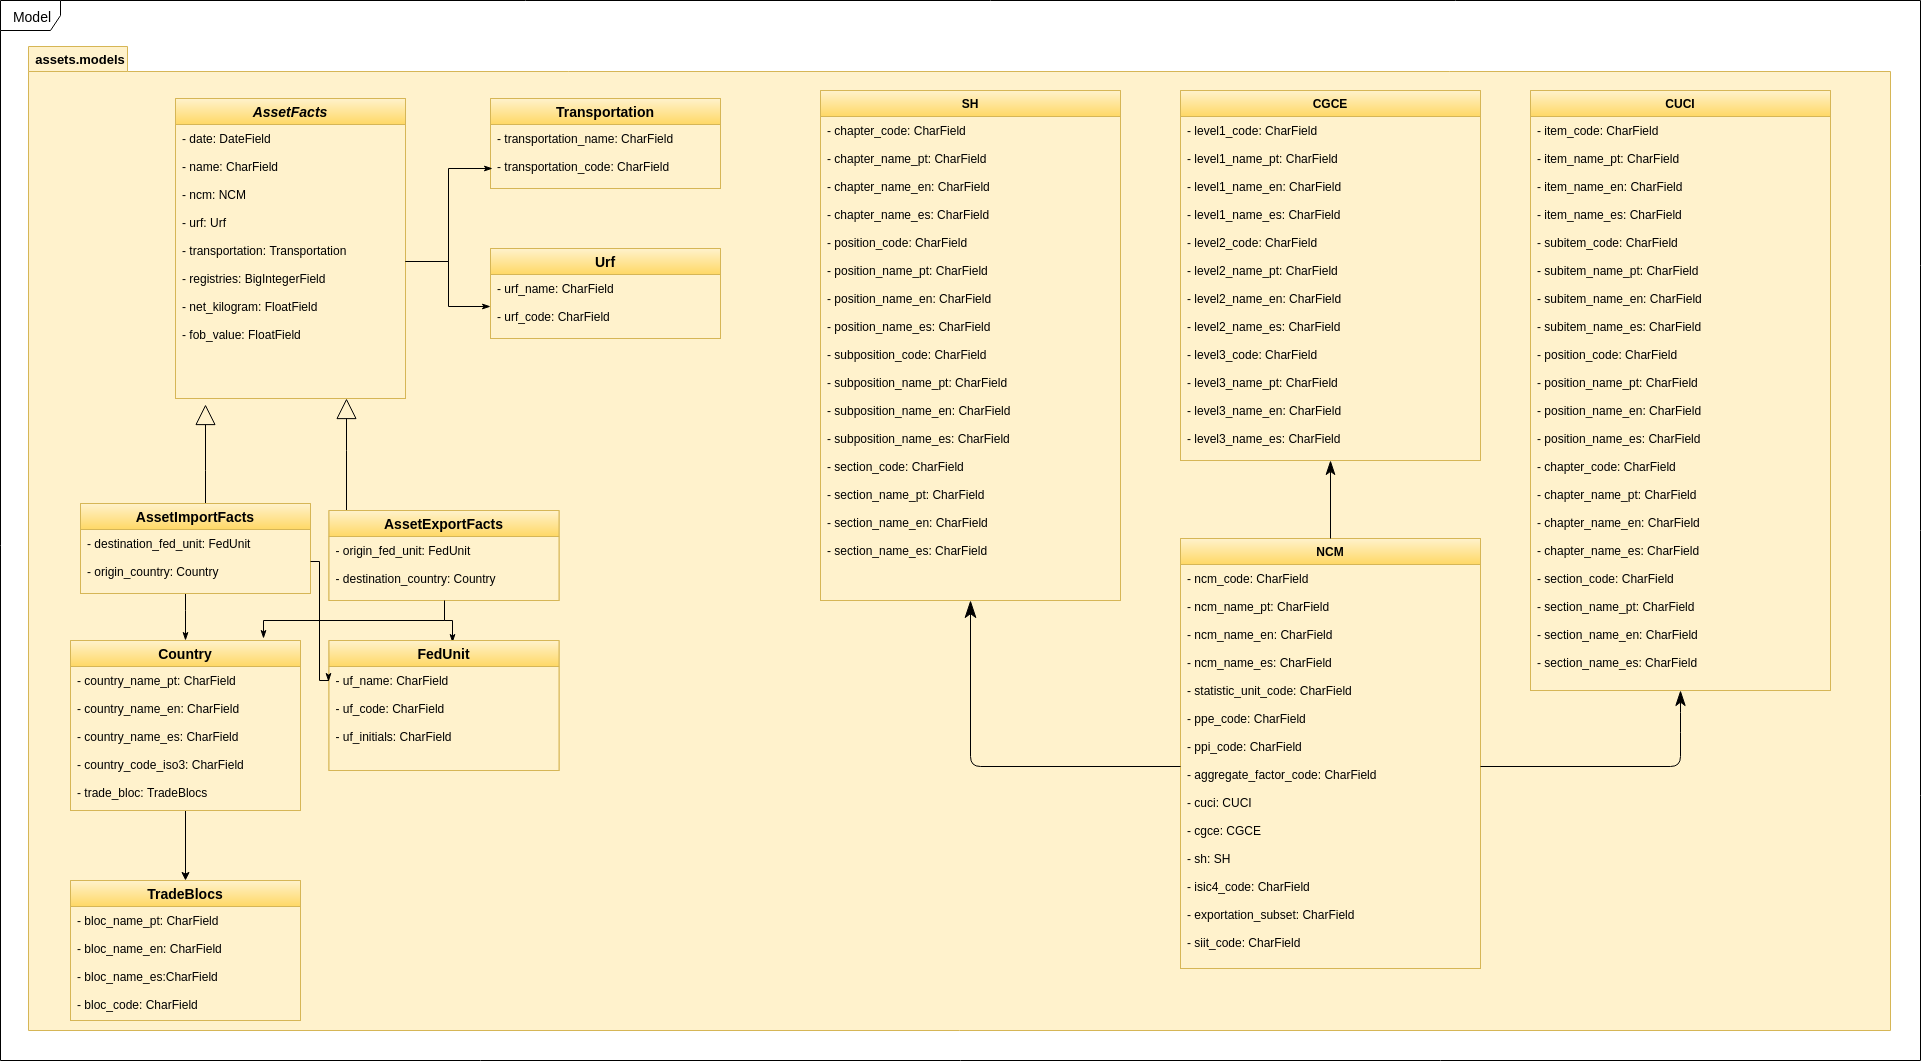 Model
assets.models
AssetFacts
- date: DateField
- name: CharField
- ncm: NCM
- urf: Urf
- transportation: Transportation
- registries: BigIntegerField
- net_kilogram: FloatField
- fob_value: FloatField
Transportation
- transportation_name: CharField
- transportation_code: CharField
Urf
- urf_name: CharField
- urf_code: CharField
AssetImportFacts
- destination_fed_unit: FedUnit
- origin_country: Country
AssetExportFacts
- origin_fed_unit: FedUnit
- destination_country: Country
Country
- country_name_pt: CharField
- country_name_en: CharField
- country_name_es: CharField
- country_code_iso3: CharField
- trade_bloc: TradeBlocs
FedUnit
- uf_name: CharField
- uf_code: CharField
- uf_initials: CharField
TradeBlocs
- bloc_name_pt: CharField
- bloc_name_en: CharField
- bloc_name_es:CharField
- bloc_code: CharField
SH
- chapter_code: CharField
- chapter_name_pt: CharField
- chapter_name_en: CharField
- chapter_name_es: CharField
- position_code: CharField
- position_name_pt: CharField
- position_name_en: CharField
- position_name_es: CharField
- subposition_code: CharField
- subposition_name_pt: CharField
- subposition_name_en: CharField
- subposition_name_es: CharField
- section_code: CharField
- section_name_pt: CharField
- section_name_en: CharField
- section_name_es: CharField
CGCE
- level1_code: CharField
- level1_name_pt: CharField
- level1_name_en: CharField
- level1_name_es: CharField
- level2_code: CharField
- level2_name_pt: CharField
- level2_name_en: CharField
- level2_name_es: CharField
- level3_code: CharField
- level3_name_pt: CharField
- level3_name_en: CharField
- level3_name_es: CharField
NCM
- ncm_code: CharField
- ncm_name_pt: CharField
- ncm_name_en: CharField
- ncm_name_es: CharField
- statistic_unit_code: CharField
- ppe_code: CharField
- ppi_code: CharField
- aggregate_factor_code: CharField
- cuci: CUCI
- cgce: CGCE
- sh: SH
- isic4_code: CharField
- exportation_subset: CharField
- siit_code: CharField
CUCI
- item_code: CharField
- item_name_pt: CharField
- item_name_en: CharField
- item_name_es: CharField
- subitem_code: CharField
- subitem_name_pt: CharField
- subitem_name_en: CharField
- subitem_name_es: CharField
- position_code: CharField
- position_name_pt: CharField
- position_name_en: CharField
- position_name_es: CharField
- chapter_code: CharField
- chapter_name_pt: CharField
- chapter_name_en: CharField
- chapter_name_es: CharField
- section_code: CharField
- section_name_pt: CharField
- section_name_en: CharField
- section_name_es: CharField